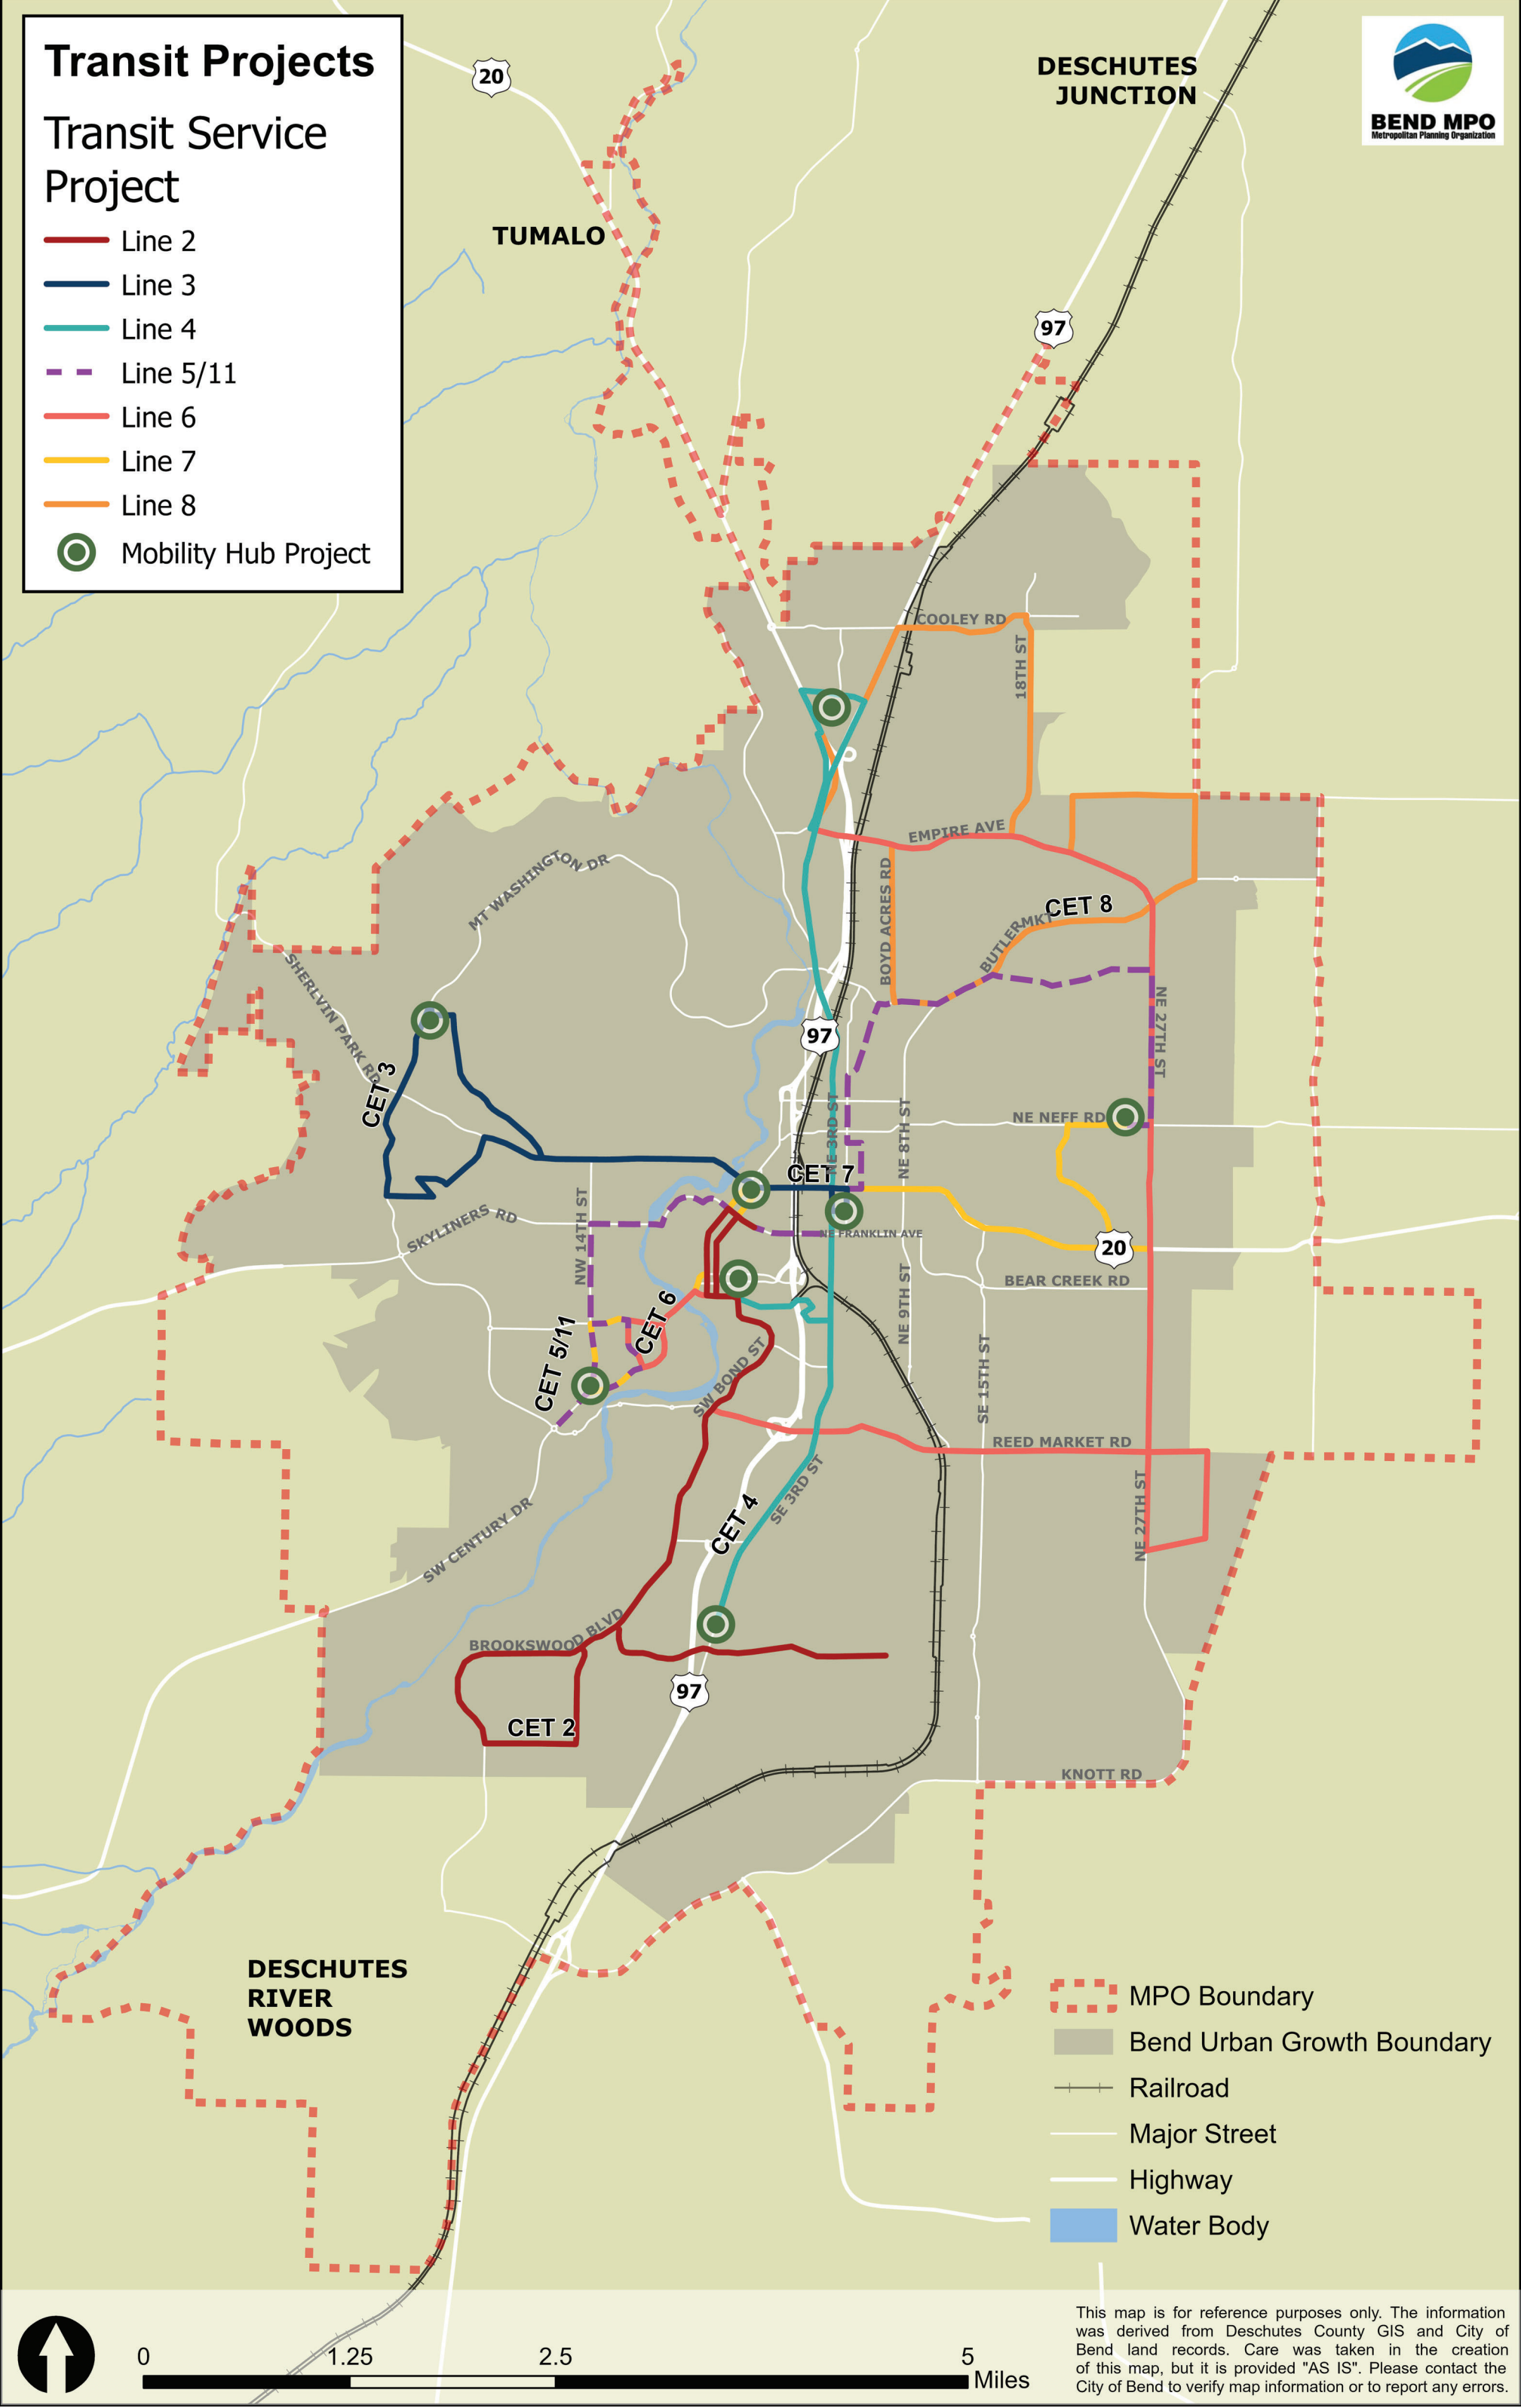 Transit Projects
Transit Service
Project
Line 2
Line 3
Line 4
Line 5/11
Line 6
Line 7
Line 8
Mobility Hub Project
20
DESCHUTES
JUNCTION
BEND MPO
Metropolitan Planning Organization
TUMALO
97
COOLEY RD
18TH ST
EMPIRE AVE
MT WASHINGTON DR
BOYD ACRES RD
CET 8
BUTLER MKT
SHERLVIN PARK RD
97
NE 27TH ST
CET 3
NE 3RD ST
NE 8TH ST
NE NEFF RD
CET 7
NW 14TH ST
SKYLINERS RD
NE FRANKLIN AVE
20
BEAR CREEK RD
NE 9TH ST
CET 6
CET 5/11
SW BOND ST
SE 15TH ST
REED MARKET RD
SE 3RD ST
NE 27TH ST
CET 4
SW CENTURY DR
BROOKSWOOD BLVD
97
CET 2
KNOTT RD
DESCHUTES
RIVER
WOODS
MPO Boundary
Bend Urban Growth Boundary
Railroad
Major Street
Highway
Water Body
0
1.25
2.5
5
Miles
This map is for reference purposes only. The information
was derived from Deschutes County GIS and City of
Bend land records. Care was taken in the creation
of this map, but it is provided "AS IS". Please contact the
City of Bend to verify map information or to report any errors.